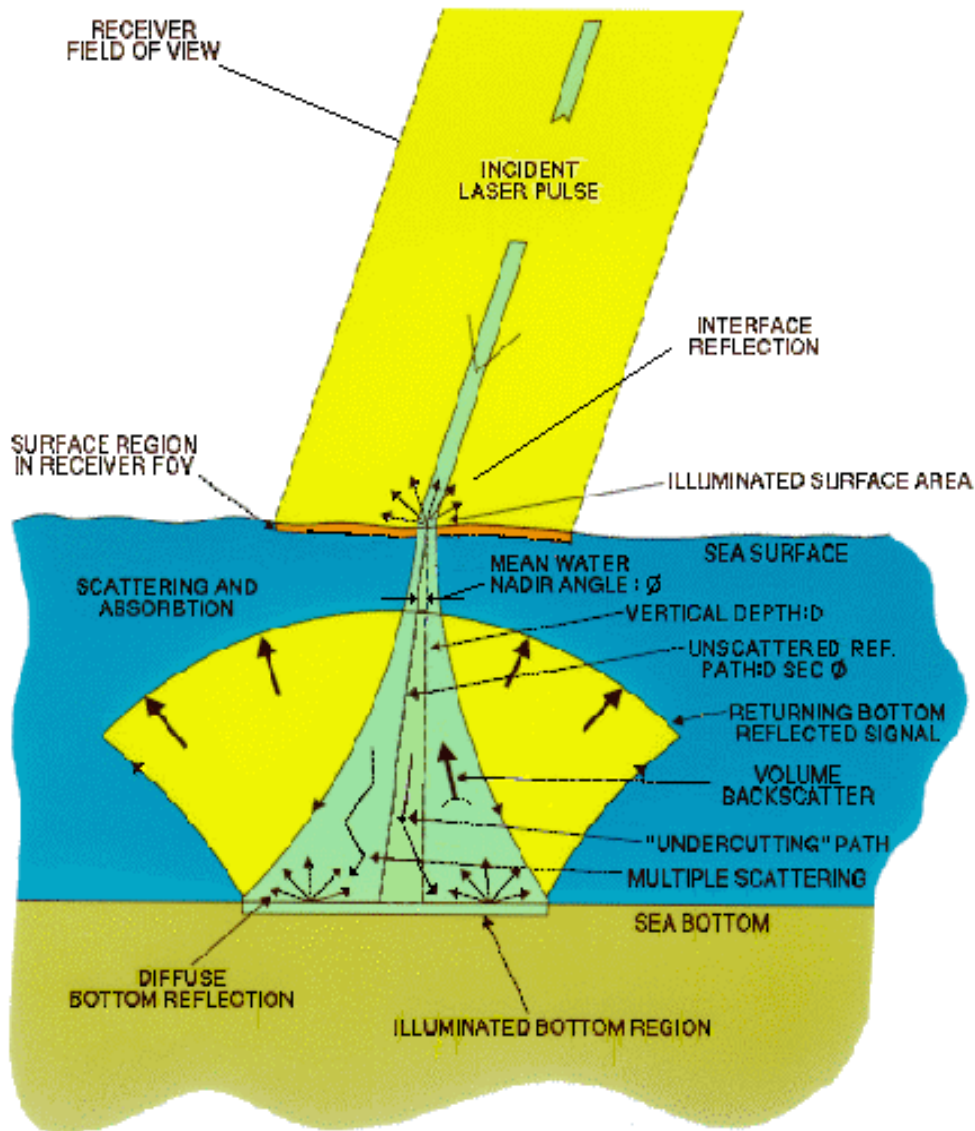 RECEIVER
FIELD OF VIEW
INCIDENT
LASER PULSE
INTERFACE
REFLECTION
SURFACE REGION
IN RECEIVER FOV
ILLUMINATED SURFACE AREA
SEA SURFACE
MEAN WATER
NADIR ANGLE : Ø
SCATTERING AND
ABSORBTION
VERTICAL DEPTH:D
UNSCATTERED REF.
PATH:D SEC Ø
RETURNING BOTTOM
REFLECTED SIGNAL
VOLUME
BACKSCATTER
"UNDERCUTTING" PATH
MULTIPLE SCATTERING
SEA BOTTOM
DIFFUSE
BOTTOM REFLECTION
ILLUMINATED BOTTOM REGION